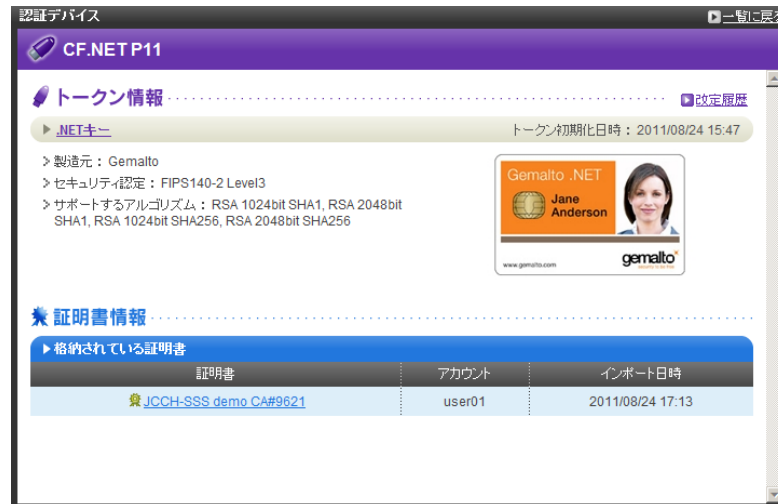 認証デバイス
一覧に戻る
CF.NET P11
トークン情報
改定履歴
.NETキー
トークン初期化日時： 2011/08/24 15:47
製造元： Gemalto
セキュリティ認定： FIPS140-2 Level3
サポートするアルゴリズム： RSA 1024bit SHA1, RSA 2048bit
SHA1, RSA 1024bit SHA256, RSA 2048bit SHA256
Gemalto .NET
Jane
Anderson
www.gemalto.com
gemalto
証明書情報
格納されている証明書
証明書 アカウント インポート日時
JCCH-SSS demo CA#9621 user01 2011/08/24 17:13